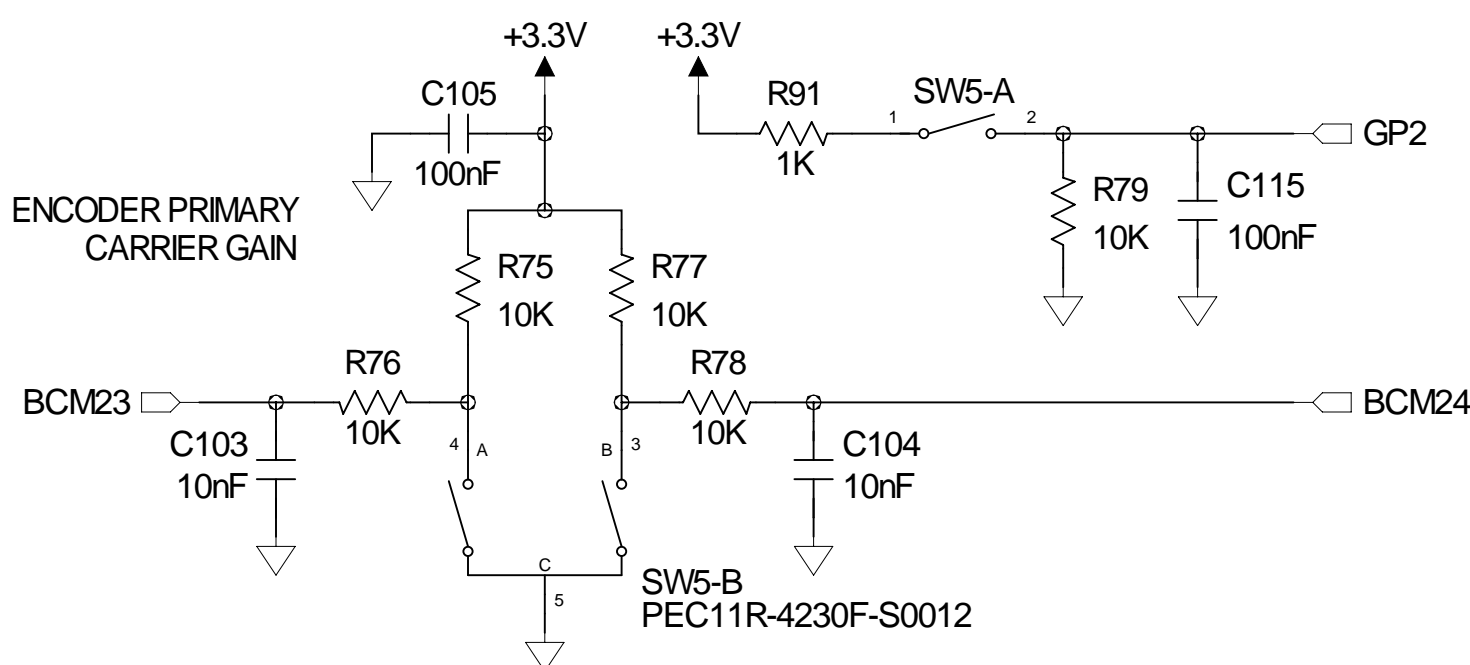 +3.3V
+3.3V
C105
100nF
R91
1K
SW5-A
1
2
GP2
R79
10K
C115
100nF
ENCODER PRIMARY
CARRIER GAIN
R75
10K
R77
10K
R76
10K
R78
10K
BCM23
BCM24
C103
10nF
4
A
B
3
C104
10nF
C
5
SW5-B
PEC11R-4230F-S0012